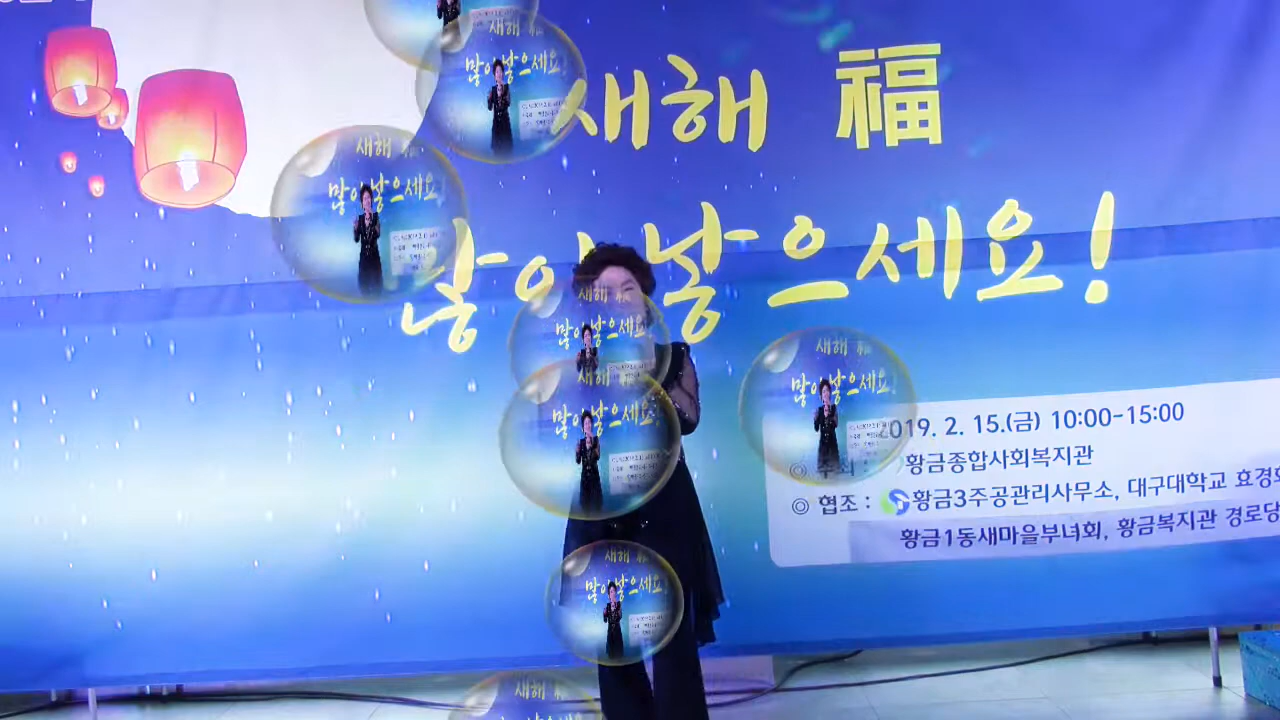 새해 福
많이 낳으세요!
2019. 2. 15.(금) 10:00-15:00
◎ 주최 : 황금종합사회복지관
◎ 협조 : 황금3주공관리사무소, 대구대학교 효경
황금1동새마을부녀회, 황금복지관 경로당